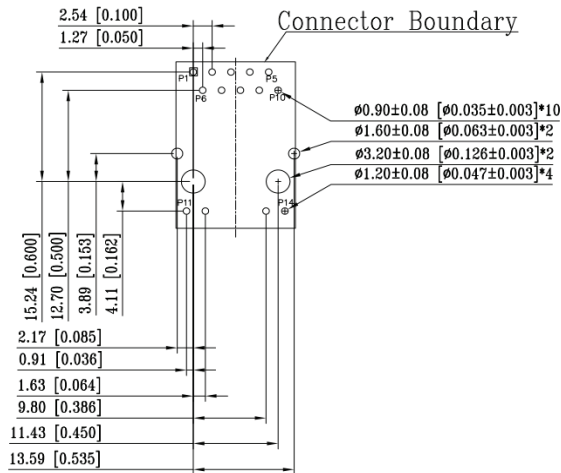 2.54 [0.100]
Connector Boundary
1.27 [0.050]
P1
P5
P6
P10
ø0.90±0.08 [ø0.035±0.003]*10
ø1.60±0.08 [ø0.063±0.003]*2
ø3.20±0.08 [ø0.126±0.003]*2
ø1.20±0.08 [ø0.047±0.003]*4
P11
P14
15.24 [0.600]
12.70 [0.500]
3.89 [0.153]
4.11 [0.162]
2.17 [0.085]
0.91 [0.036]
1.63 [0.064]
9.80 [0.386]
11.43 [0.450]
13.59 [0.535]